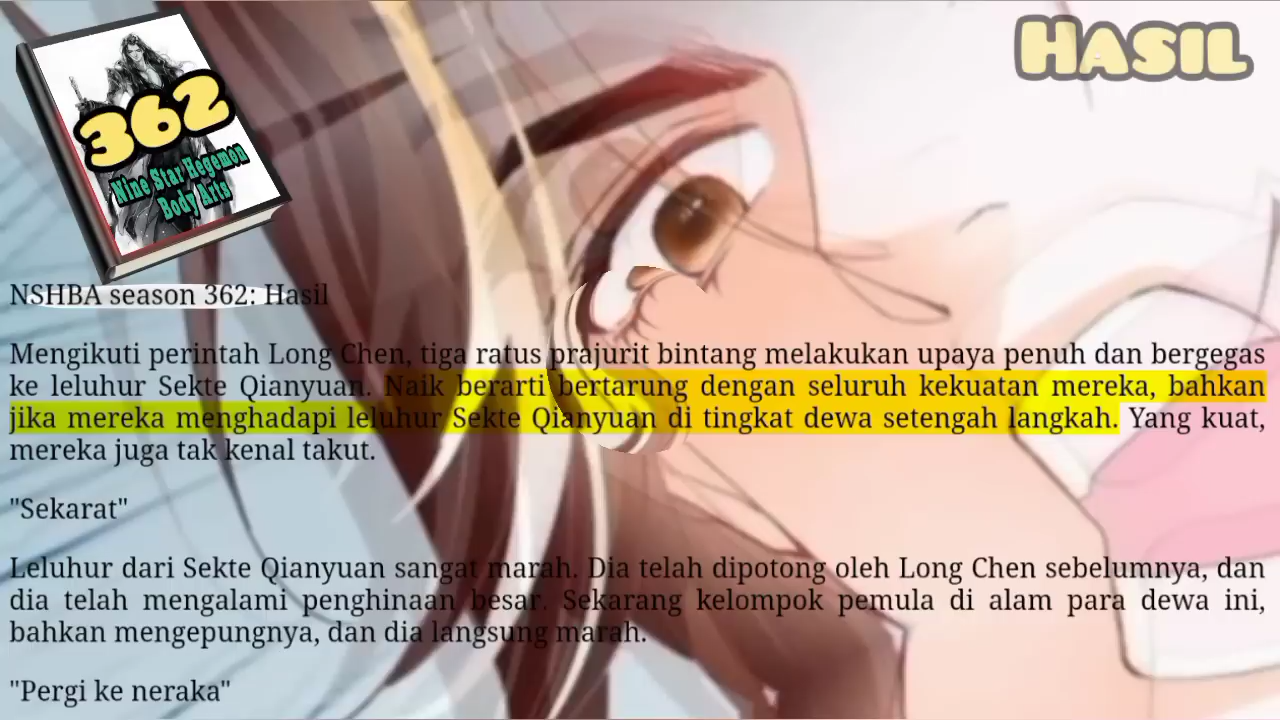 HASIL
362
Nine Star Hegemon
Body Arts
NSHBA season 362: Hasil
Mengikuti perintah Long Chen, tiga ratus prajurit bintang melakukan upaya penuh dan bergegas
ke leluhur Sekte Qianyuan. Naik berarti bertarung dengan seluruh kekuatan mereka, bahkan
jika mereka menghadapi leluhur Sekte Qianyuan di tingkat dewa setengah langkah. Yang kuat,
mereka juga tak kenal takut.
"Sekarat"
Leluhur dari Sekte Qianyuan sangat marah. Dia telah dipotong oleh Long Chen sebelumnya, dan
dia telah mengalami penghinaan besar. Sekarang kelompok pemula di alam para dewa ini,
bahkan mengepungnya, dan dia langsung marah.
"Pergi ke neraka"